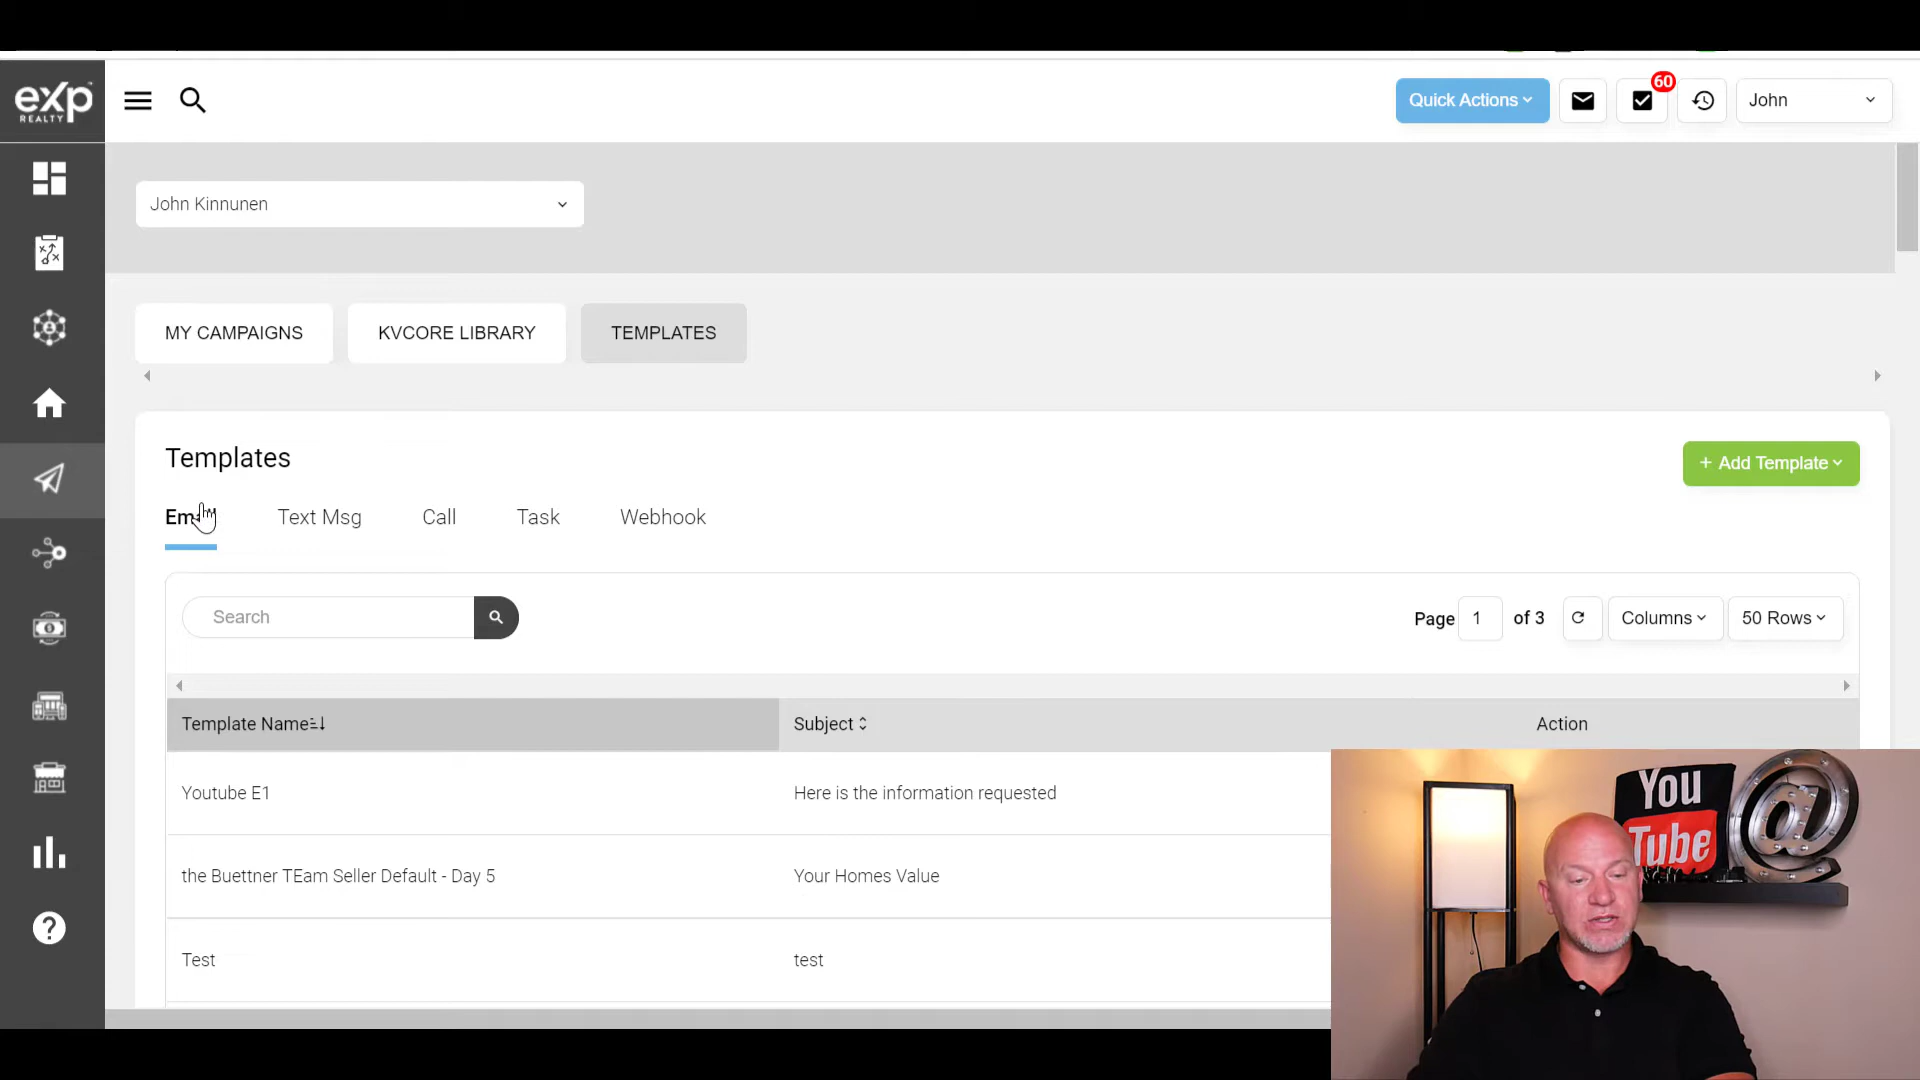 eXp
REALTY
Quick Actions
60
John
John Kinnunen
MY CAMPAIGNS
KVCORE LIBRARY
TEMPLATES
Templates
+ Add Template
Text Msg
Call
Task
Webhook
Search
Page 1 of 3
Columns
50 Rows
Template Name
Subject
Action
Youtube E1
Here is the information requested
the Buettner TEam Seller Default - Day 5
Your Homes Value
Test
test
You
Tube
@